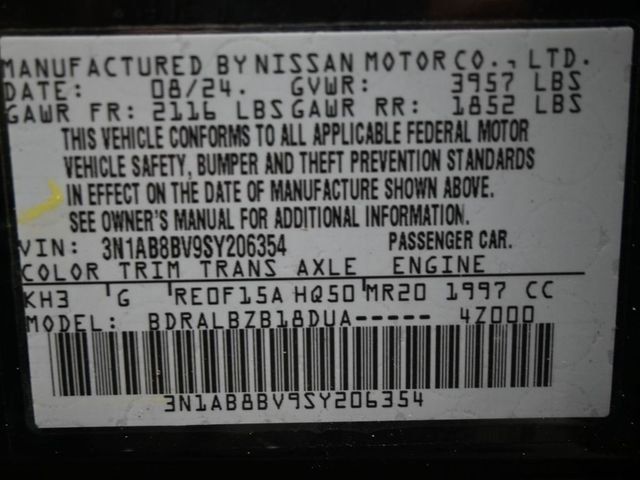 MANUFACTURED BY NISSAN MOTOR CO., LTD.
DATE: 08/24. GVWR: 3957 LBS
GAWR FR: 2116 LBS GAWR RR: 1852 LBS
THIS VEHICLE CONFORMS TO ALL APPLICABLE FEDERAL MOTOR
VEHICLE SAFETY, BUMPER AND THEFT PREVENTION STANDARDS
IN EFFECT ON THE DATE OF MANUFACTURE SHOWN ABOVE.
SEE OWNER'S MANUAL FOR ADDITIONAL INFORMATION.
VIN: 3N1AB8BV9SY206354 PASSENGER CAR.
COLOR TRIM TRANS AXLE ENGINE
KH3 G RE0F15A HQ50 MR20 1997 CC
MODEL: BDRALBZB18DUA----- 4Z000
3N1AB8BV9SY206354